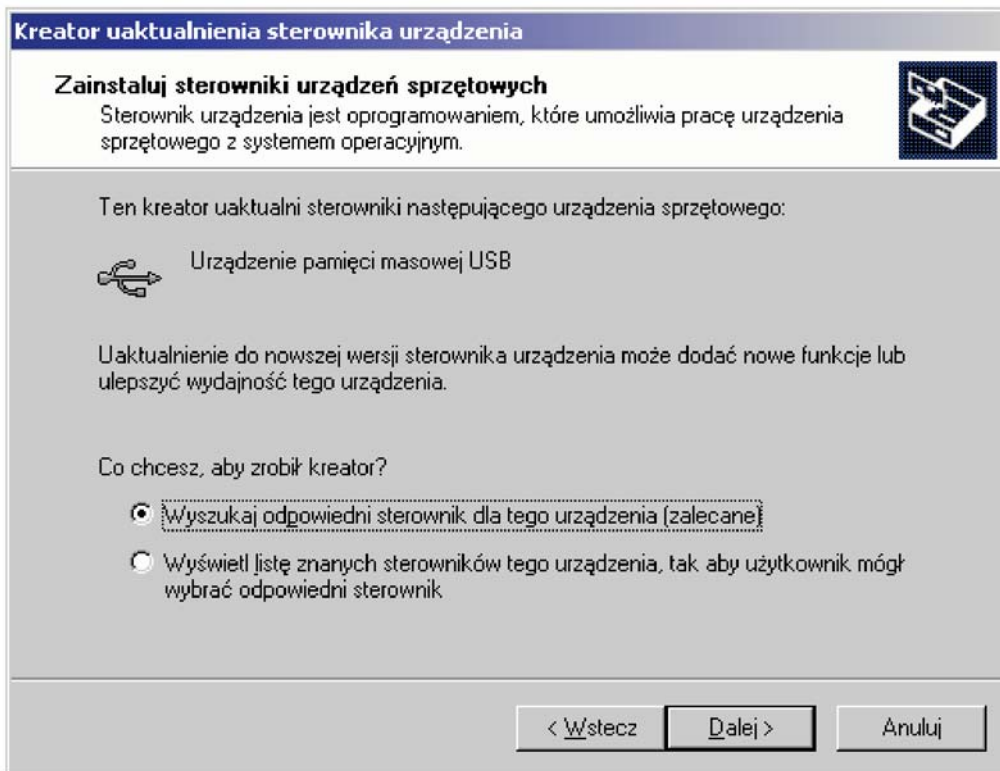 Kreator uaktualnienia sterownika urządzenia
Zainstaluj sterowniki urządzeń sprzętowych
Sterownik urządzenia jest oprogramowaniem, które umożliwia pracę urządzenia
sprzętowego z systemem operacyjnym.
Ten kreator uaktualni sterowniki następującego urządzenia sprzętowego:
Urządzenie pamięci masowej USB
Uaktualnienie do nowszej wersji sterownika urządzenia może dodać nowe funkcje lub
ulepszyć wydajność tego urządzenia.
Co chcesz, aby zrobił kreator?
Wyszukaj odpowiedni sterownik dla tego urządzenia (zalecane)
Wyświetl listę znanych sterowników tego urządzenia, tak aby użytkownik mógł
wybrać odpowiedni sterownik
< Wstecz Dalej > Anuluj